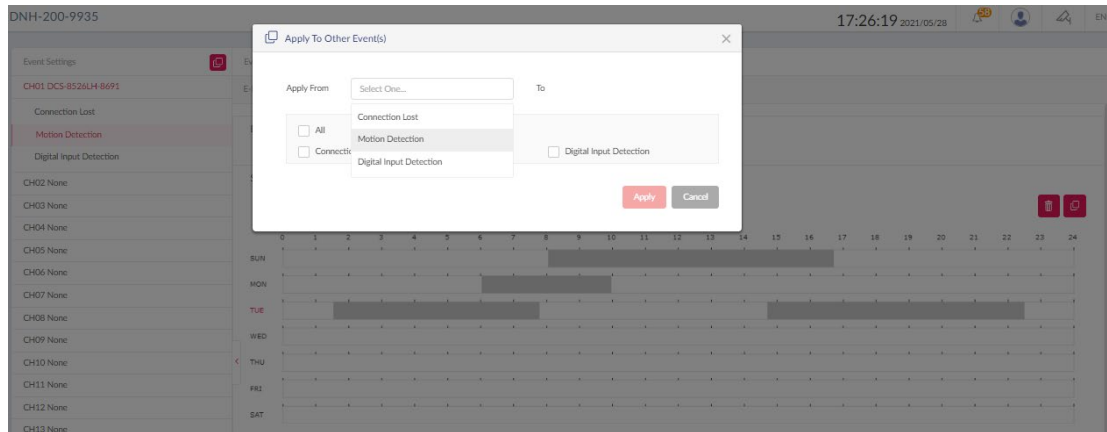 DNH-200-9935
17:26:19 2021/05/28
58
EN
Apply To Other Event(s)
Event Settings
CH01 DCS-8526LH-8691
Connection Lost
Motion Detection
Digital Input Detection
CH02 None
CH03 None
CH04 None
CH05 None
CH06 None
CH07 None
CH08 None
CH09 None
CH10 None
CH11 None
CH12 None
CH13 None
Apply From
Select One...
To
Connection Lost
Motion Detection
Digital Input Detection
All
Digital Input Detection
Apply
Cancel
0 1 2 3 4 5 6 7 8 9 10 11 12 13 14 15 16 17 18 19 20 21 22 23 24
SUN
MON
TUE
WED
THU
FRI
SAT